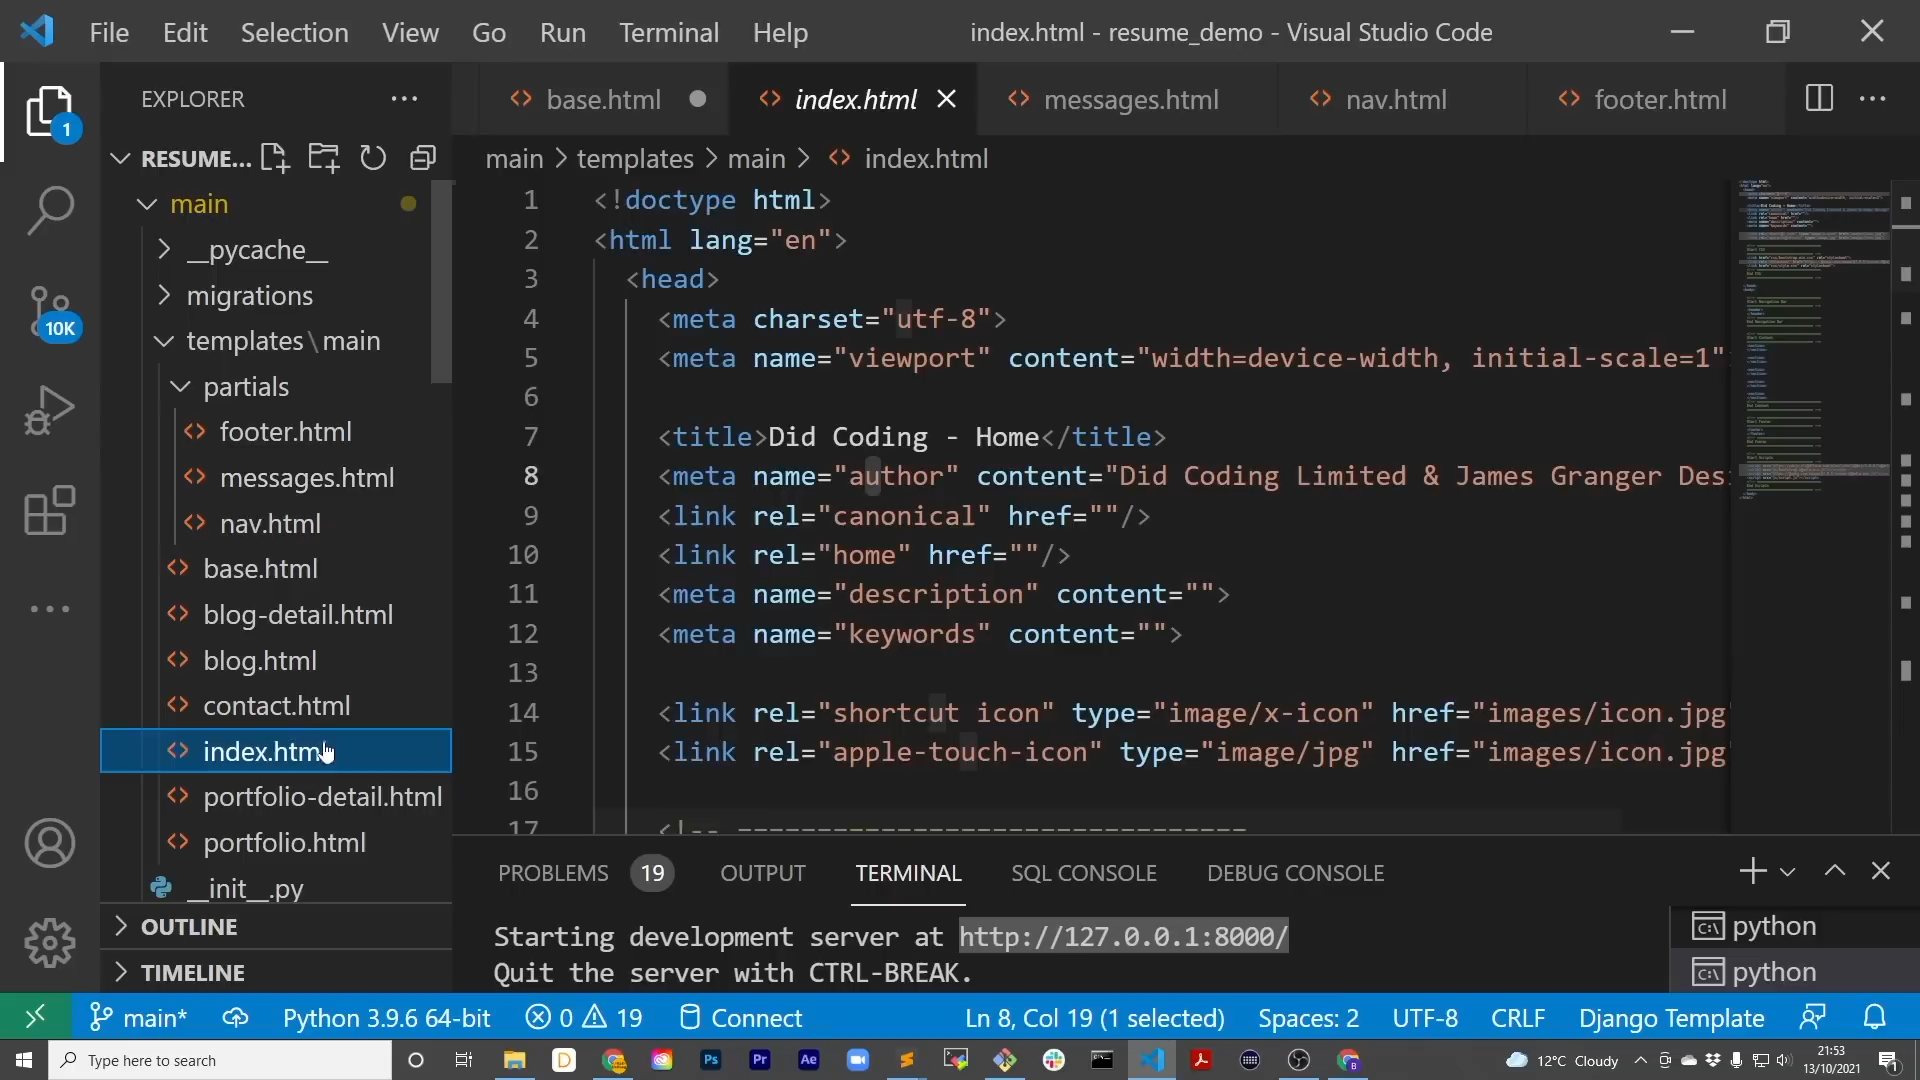 File Edit Selection View Go Run Terminal Help index.html - resume_demo - Visual Studio Code
EXPLORER
base.html index.html messages.html nav.html footer.html
RESUME...
main > templates > main > index.html
1
main
__pycache__
migrations
templates\main
partials
footer.html
messages.html
nav.html
base.html
blog-detail.html
blog.html
contact.html
index.html
portfolio-detail.html
portfolio.html
__init__.py
OUTLINE
TIMELINE
10K
1 <!doctype html>
2 <html lang="en">
3 <head>
4 <meta charset="utf-8">
5 <meta name="viewport" content="width=device-width, initial-scale=1"
6
7 <title>Did Coding - Home</title>
8 <meta name="author" content="Did Coding Limited & James Granger Des
9 <link rel="canonical" href=""/>
10 <link rel="home" href=""/>
11 <meta name="description" content="">
12 <meta name="keywords" content="">
13
14 <link rel="shortcut icon" type="image/x-icon" href="images/icon.jpg
15 <link rel="apple-touch-icon" type="image/jpg" href="images/icon.jpg
16
17 <!-- ================================
PROBLEMS 19 OUTPUT TERMINAL SQL CONSOLE DEBUG CONSOLE
Starting development server at http://127.0.0.1:8000/
Quit the server with CTRL-BREAK.
python
python
main* Python 3.9.6 64-bit 0 19 Connect Ln 8, Col 19 (1 selected) Spaces: 2 UTF-8 CRLF Django Template
Type here to search
D Ps Pr Ae
12°C Cloudy
21:53
13/10/2021
1